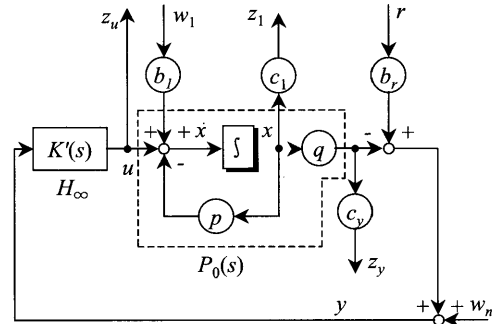 z_u
w_1
z_1
r
b_1
c_1
b_r
+ + ẋ ∫ x q - +
K'(s)
u
-
H_∞
p
c_y
P_0(s)
z_y
y
+ + w_n